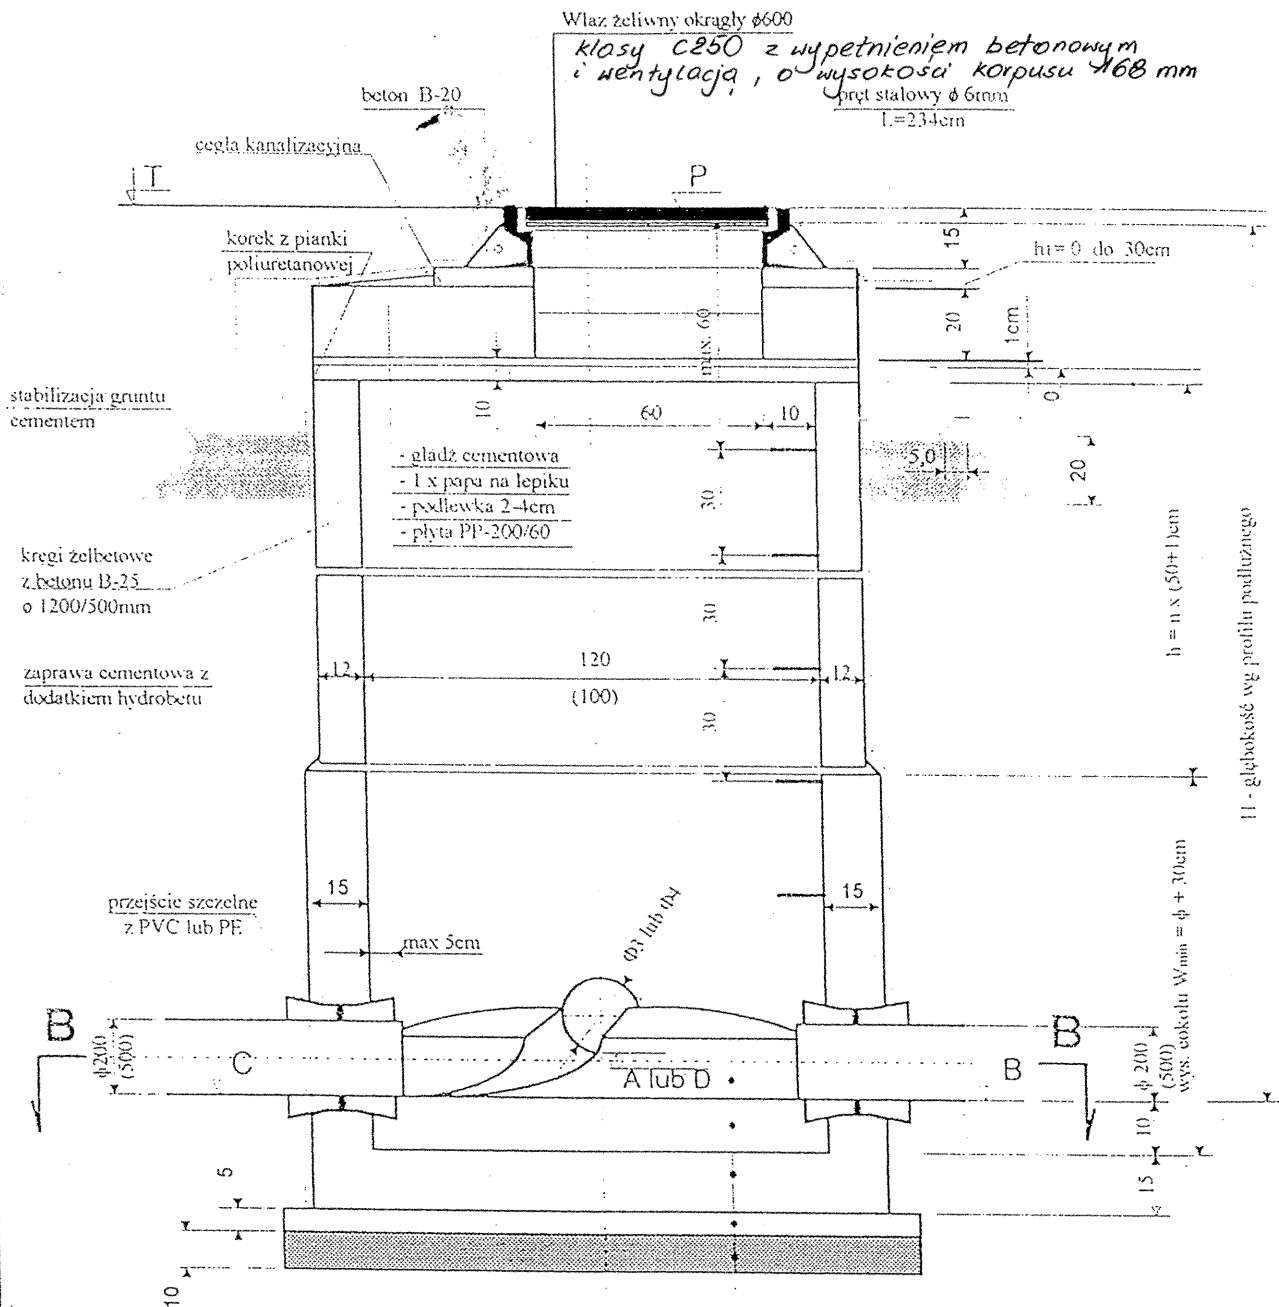 Właz żeliwny okrągły ϕ600
klasy C250 z wypełnieniem betonowym
i wentylacją, o wysokości korpusu 168 mm
pręt stalowy ϕ 6mm
L=234cm
beton B-20
cegła kanalizacyjna
T
P
korek z pianki
poliuretanowej
15
h1= 0 do 30cm
20
1cm
max. 60
0
stabilizacja gruntu
cementem
10
60
10
5,0
20
- gładź cementowa
- 1 x papa na lepiku
- podlewka 2-4cm
- płyta PP-200/60
30
kręgi żelbetowe
z betonu B-25
o 1200/500mm
h = n x (50+1)cm
H - głębokość wg profilu podłużnego
30
zaprawa cementowa z
dodatkiem hydrobetu
12
120
(100)
12
30
15
15
przejście szczelne
z PVC lub PE
max 5cm
Φ3 lub Φ4
wys. cokołu Wmin = ϕ + 30cm
B
B
ϕ200
(500)
C
A lub D
B
ϕ 200
(500)
10
5
15
10